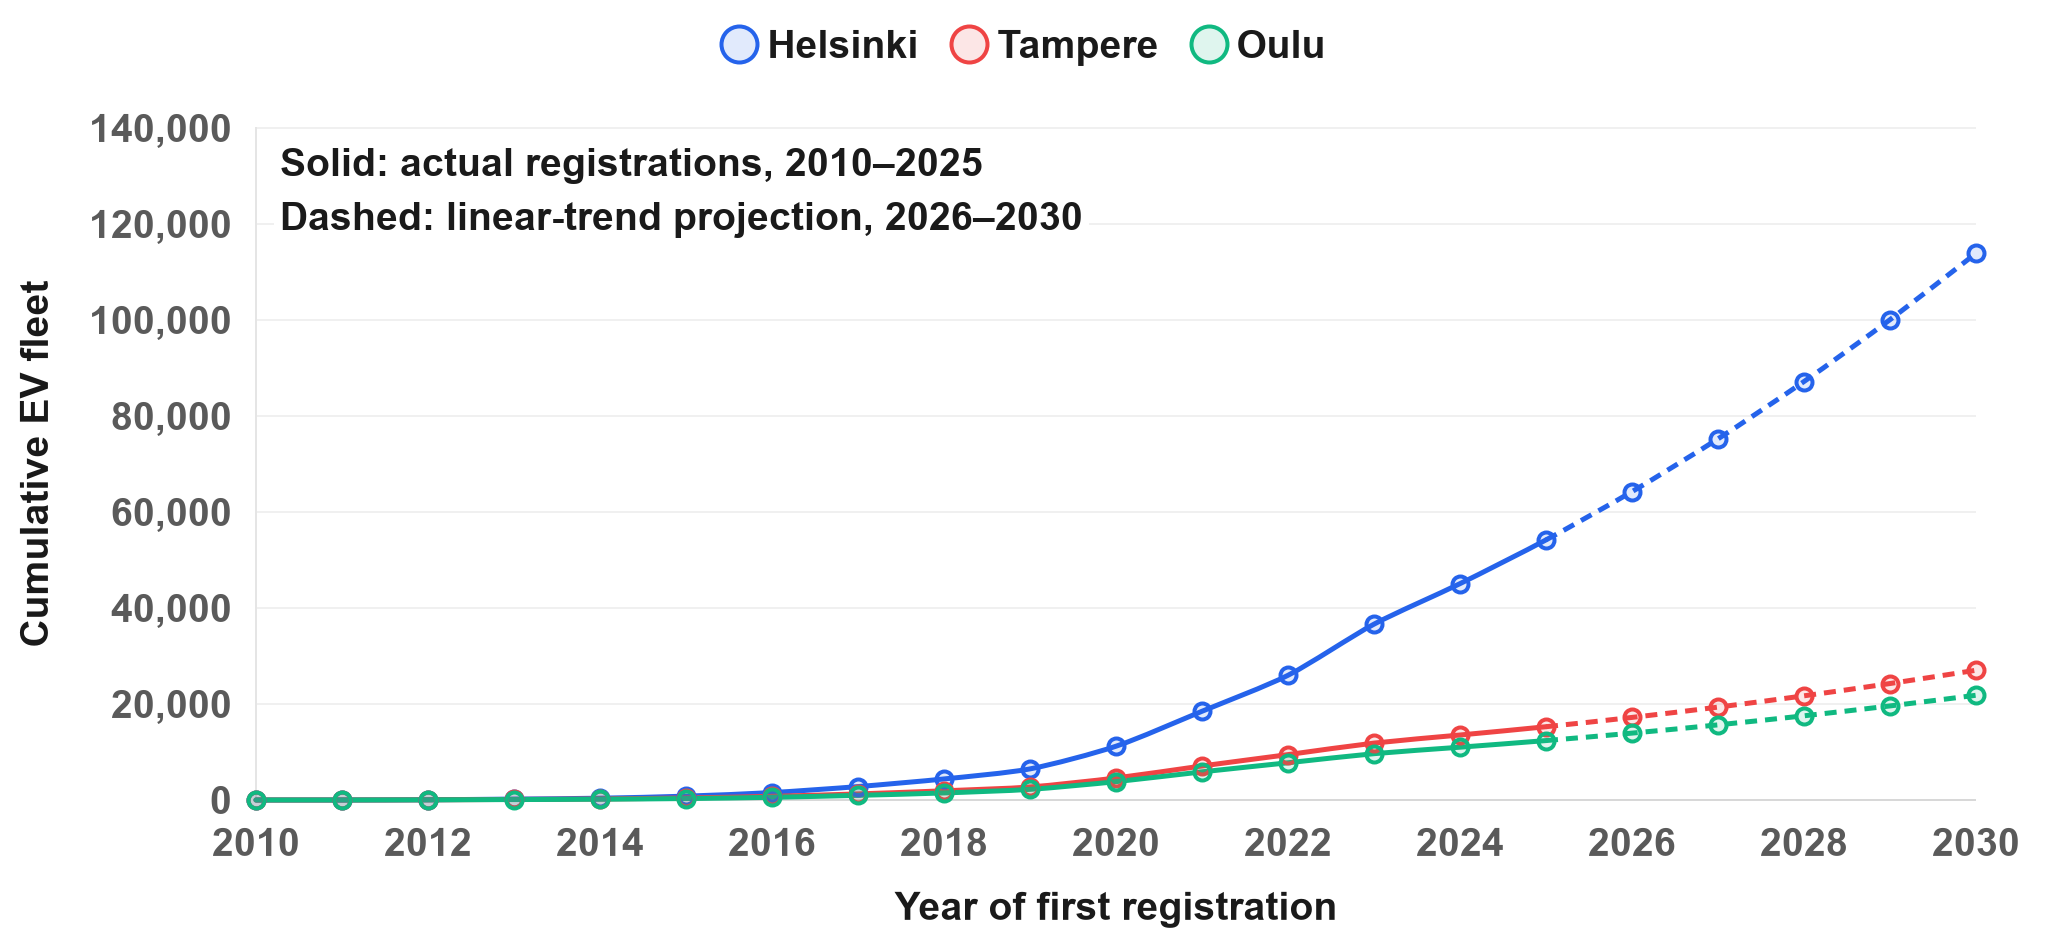 Helsinki Tampere Oulu
140,000
Solid: actual registrations, 2010–2025
Dashed: linear-trend projection, 2026–2030
120,000
100,000
80,000
60,000
40,000
20,000
0
Cumulative EV fleet
2010 2012 2014 2016 2018 2020 2022 2024 2026 2028 2030
Year of first registration